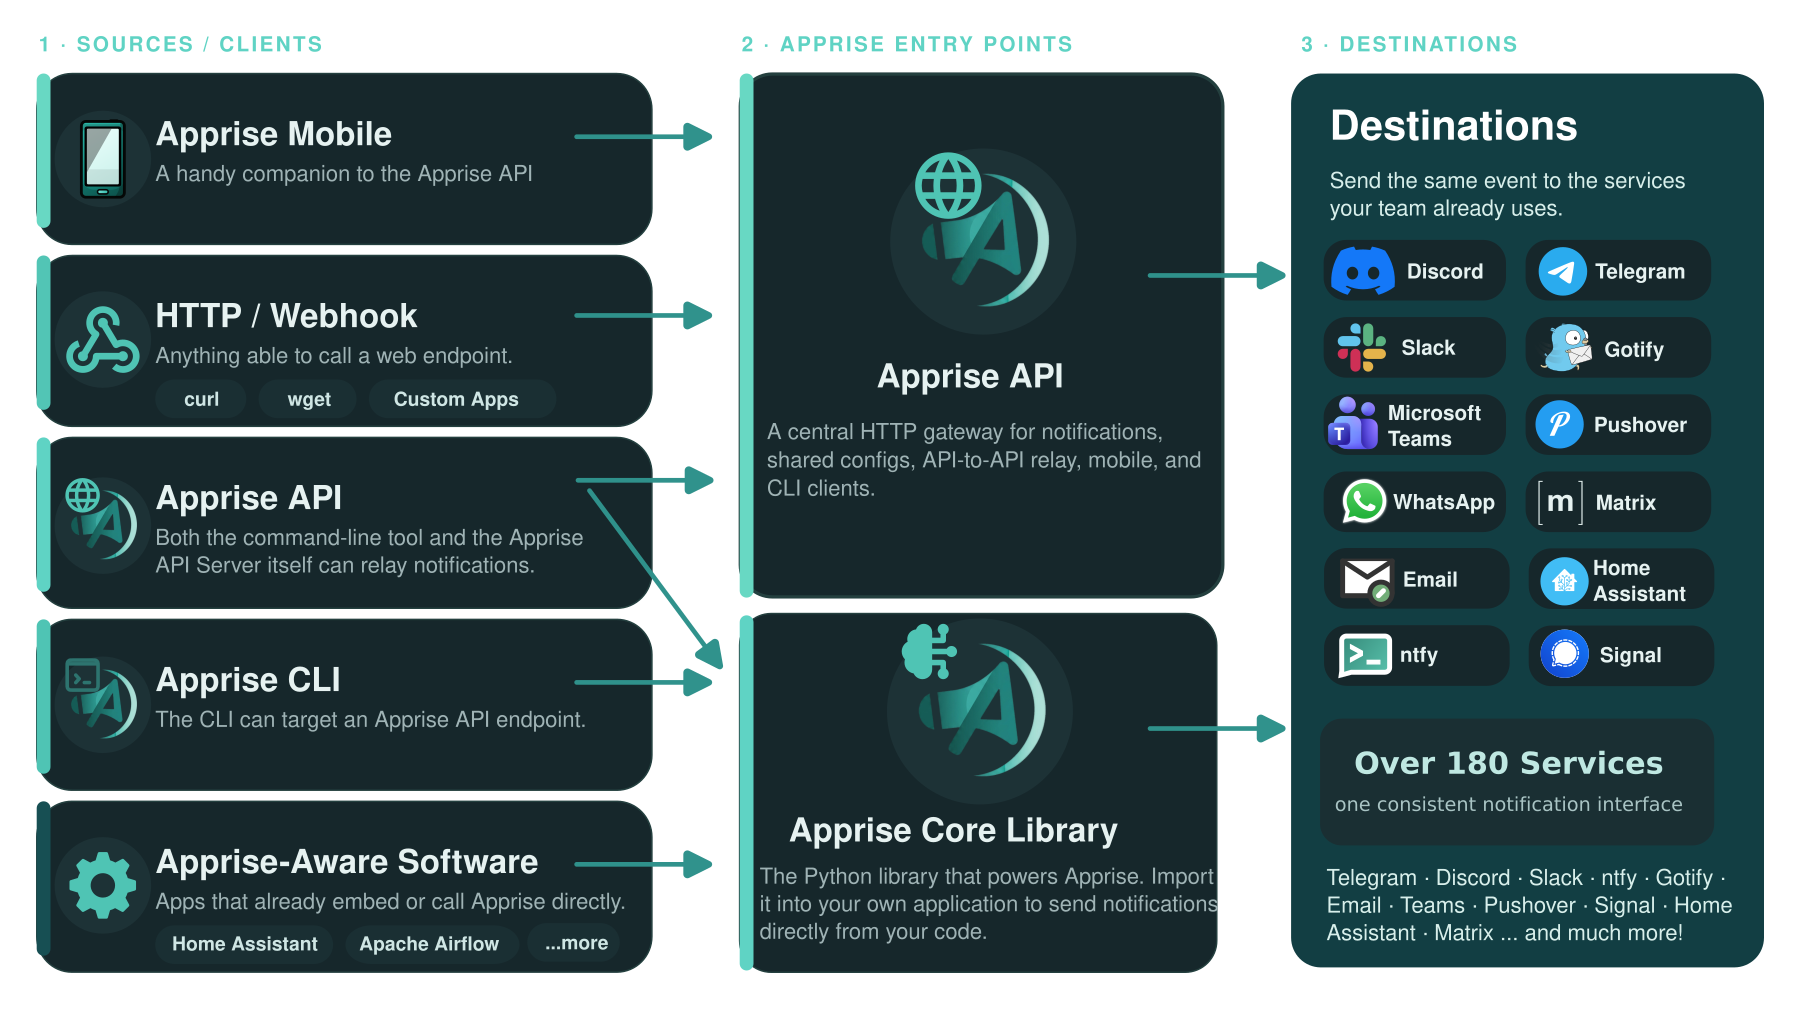 1 · SOURCES / CLIENTS
Apprise Mobile
A handy companion to the Apprise API
HTTP / Webhook
Anything able to call a web endpoint.
curl
wget
Custom Apps
Apprise API
Both the command-line tool and the Apprise
API Server itself can relay notifications.
Apprise CLI
The CLI can target an Apprise API endpoint.
Apprise-Aware Software
Apps that already embed or call Apprise directly.
Home Assistant
Apache Airflow
...more
2 · APPRISE ENTRY POINTS
Apprise API
A central HTTP gateway for notifications,
shared configs, API-to-API relay, mobile, and
CLI clients.
Apprise Core Library
The Python library that powers Apprise. Import
it into your own application to send notifications
directly from your code.
3 · DESTINATIONS
Destinations
Send the same event to the services
your team already uses.
Discord
Telegram
Slack
Gotify
T
Microsoft
Teams
P
Pushover
WhatsApp
[m]
Matrix
Email
Home
Assistant
>_
ntfy
Signal
Over 180 Services
one consistent notification interface
Telegram · Discord · Slack · ntfy · Gotify ·
Email · Teams · Pushover · Signal · Home
Assistant · Matrix ... and much more!